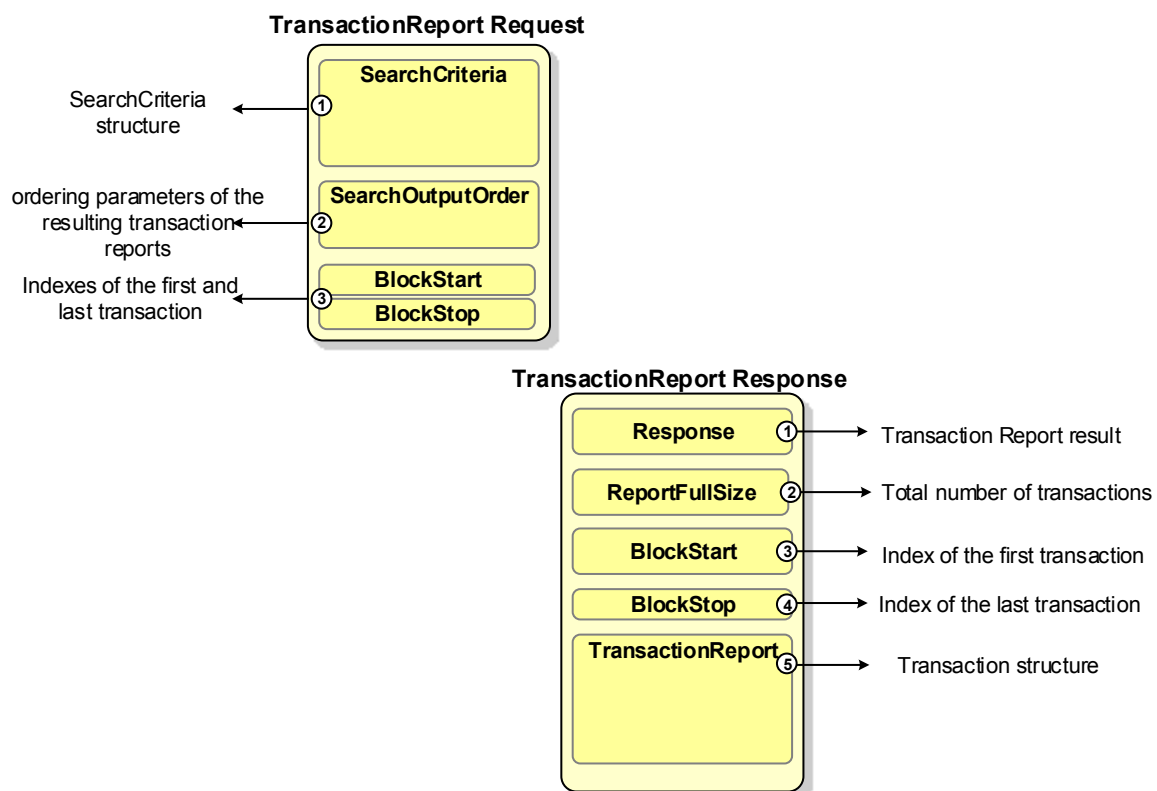 TransactionReport Request
SearchCriteria
1
SearchCriteria
structure
SearchOutputOrder
2
ordering parameters of the
resulting transaction
reports
BlockStart
3
BlockStop
Indexes of the first and
last transaction
TransactionReport Response
Response
1
Transaction Report result
ReportFullSize
2
Total number of transactions
BlockStart
3
Index of the first transaction
BlockStop
4
Index of the last transaction
TransactionReport
5
Transaction structure